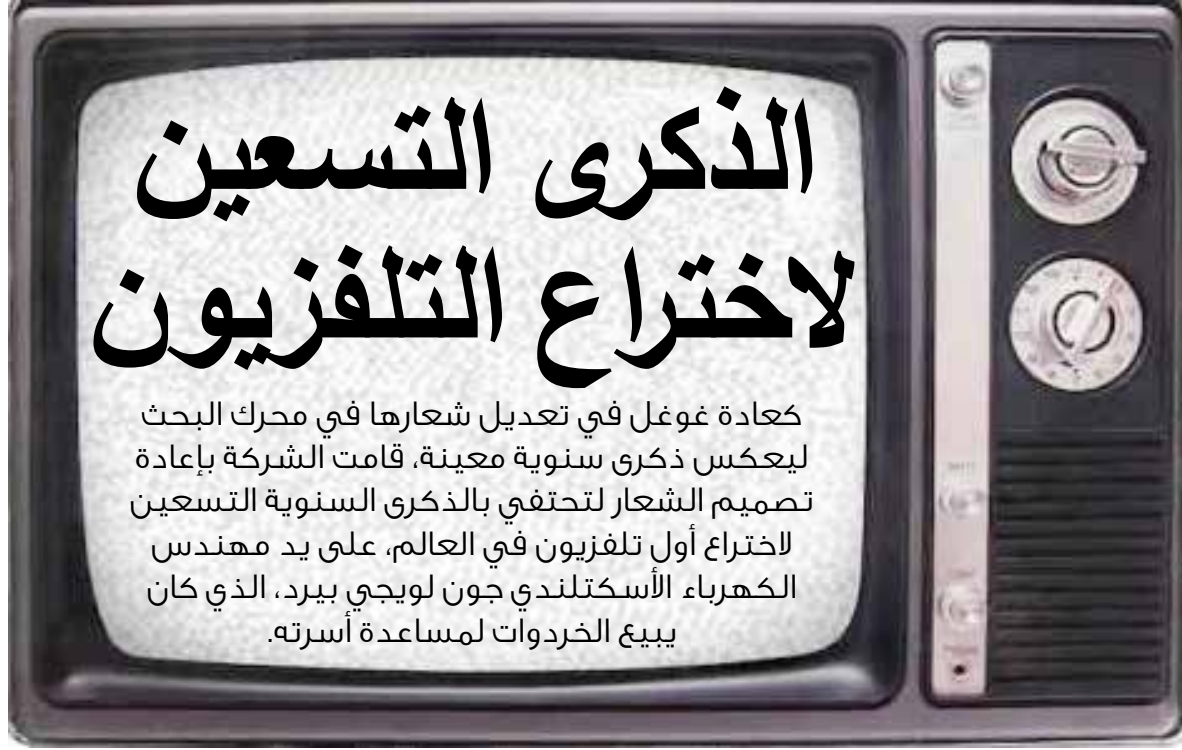 الذكرى التسعين
لاختراع التلفزيون
كعادة غوغل في تعديل شعارها في محرك البحث
ليعكس ذكرى سنوية معينة، قامت الشركة بإعادة
تصميم الشعار لتحتفي بالذكرى السنوية التسعين
لاختراع أول تلفزيون في العالم، على يد مهندس
الكهرباء الأسكتلندي جون لويجي بيرد، الذي كان
يبيع الخردوات لمساعدة أسرته.